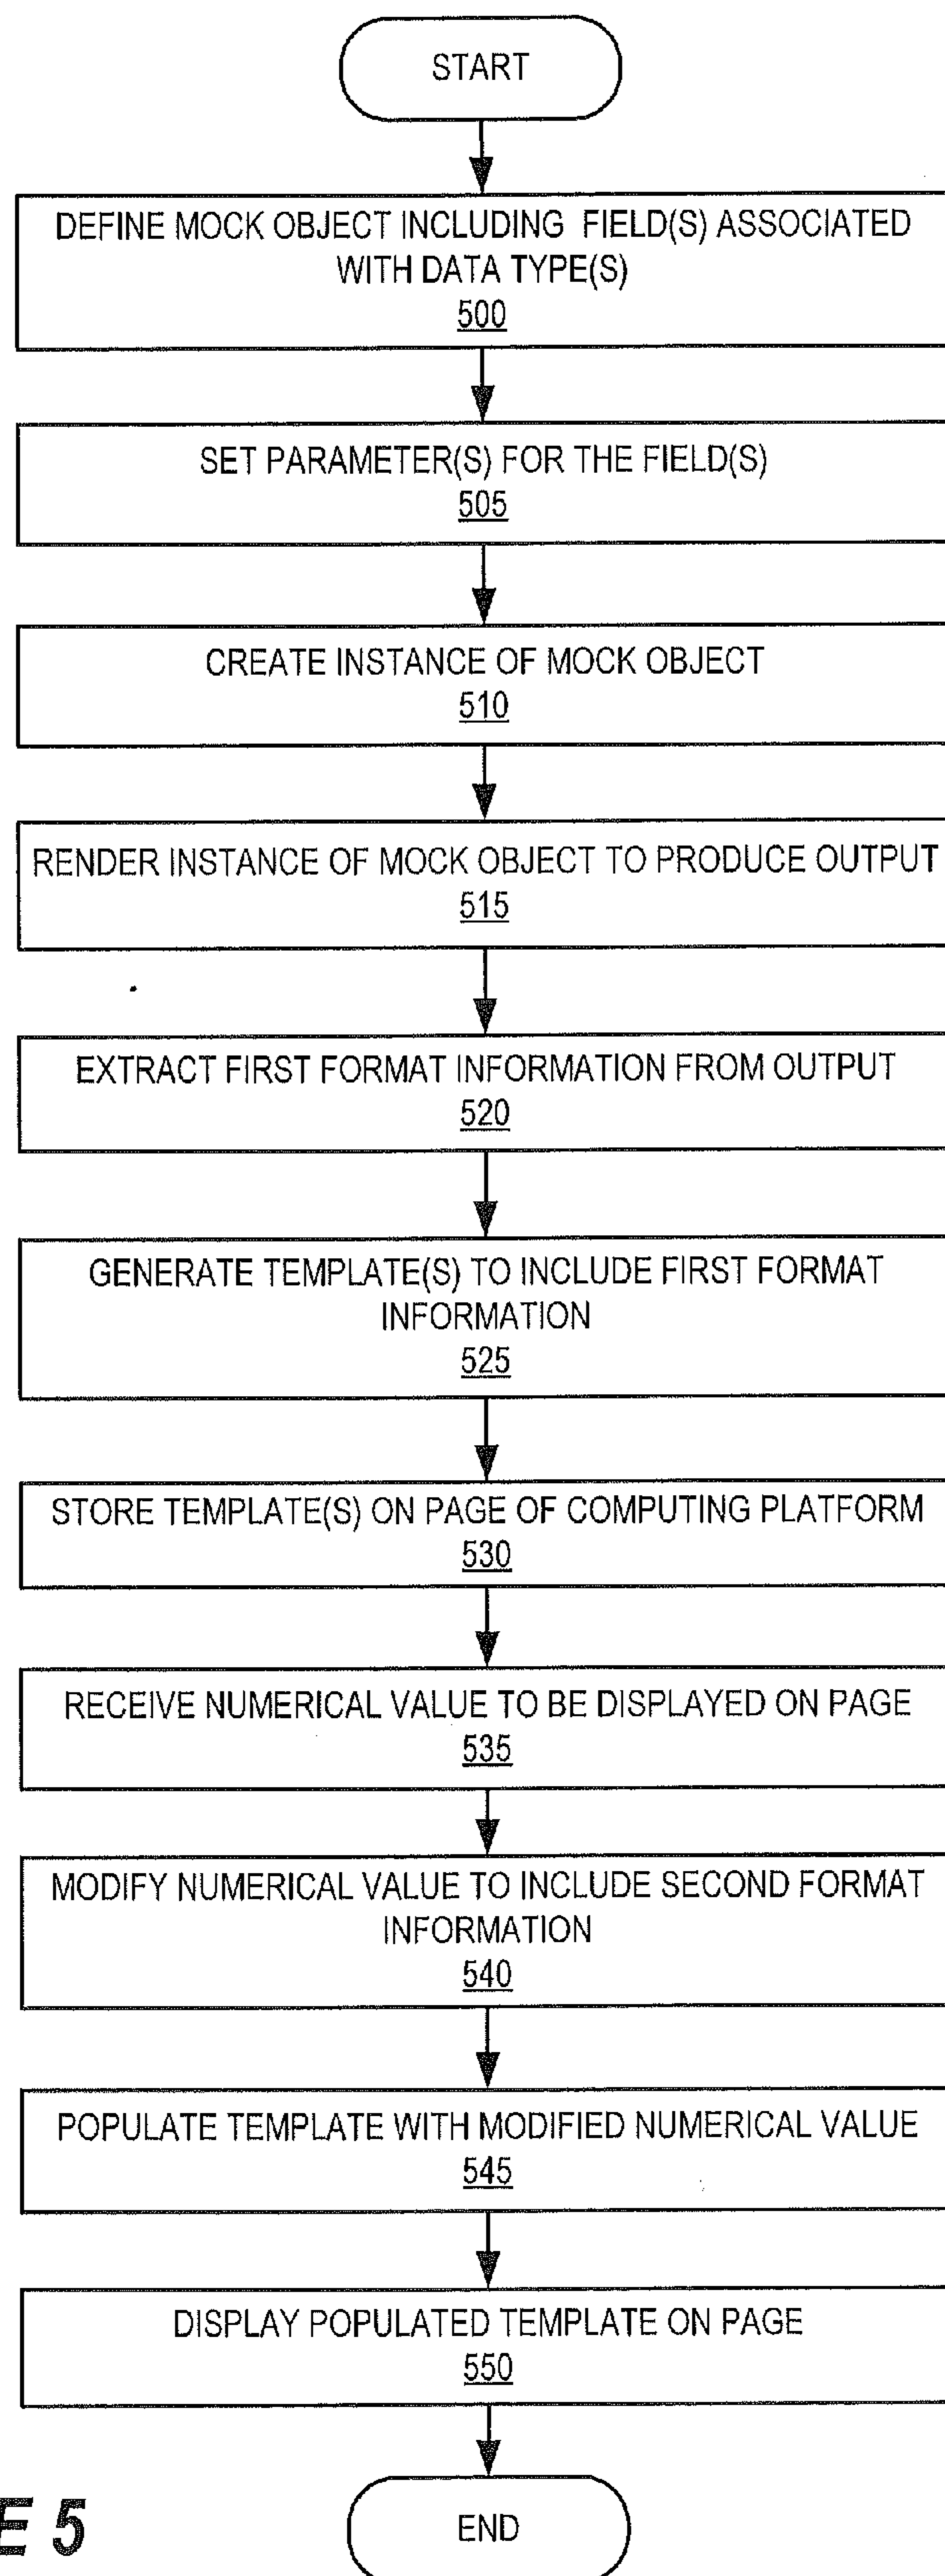 START
DEFINE MOCK OBJECT INCLUDING FIELD(S) ASSOCIATED
WITH DATA TYPE(S)
500
SET PARAMETER(S) FOR THE FIELD(S)
505
CREATE INSTANCE OF MOCK OBJECT
510
RENDER INSTANCE OF MOCK OBJECT TO PRODUCE OUTPUT
515
EXTRACT FIRST FORMAT INFORMATION FROM OUTPUT
520
GENERATE TEMPLATE(S) TO INCLUDE FIRST FORMAT
INFORMATION
525
STORE TEMPLATE(S) ON PAGE OF COMPUTING PLATFORM
530
RECEIVE NUMERICAL VALUE TO BE DISPLAYED ON PAGE
535
MODIFY NUMERICAL VALUE TO INCLUDE SECOND FORMAT
INFORMATION
540
POPULATE TEMPLATE WITH MODIFIED NUMERICAL VALUE
545
DISPLAY POPULATED TEMPLATE ON PAGE
550
END
E 5